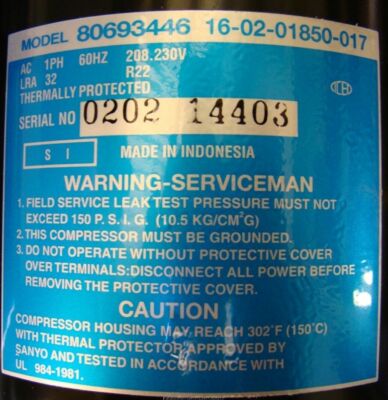 MODEL 80693446 16-02-01850-017
AC 1PH 60HZ 208.230V
LRA 32 R22
THERMALLY PROTECTED
SERIAL NO 0202 14403
S I MADE IN INDONESIA
WARNING-SERVICEMAN
1. FIELD SERVICE LEAK TEST PRESSURE MUST NOT
EXCEED 150 P. S. I. G. (10.5 KG/CM²G)
2. THIS COMPRESSOR MUST BE GROUNDED.
3. DO NOT OPERATE WITHOUT PROTECTIVE COVER
OVER TERMINALS:DISCONNECT ALL POWER BEFORE
REMOVING THE PROTECTIVE COVER.
CAUTION
COMPRESSOR HOUSING MAY REACH 302°F (150°C)
WITH THERMAL PROTECTOR APPROVED BY
SANYO AND TESTED IN ACCORDANCE WITH
UL 984-1981.